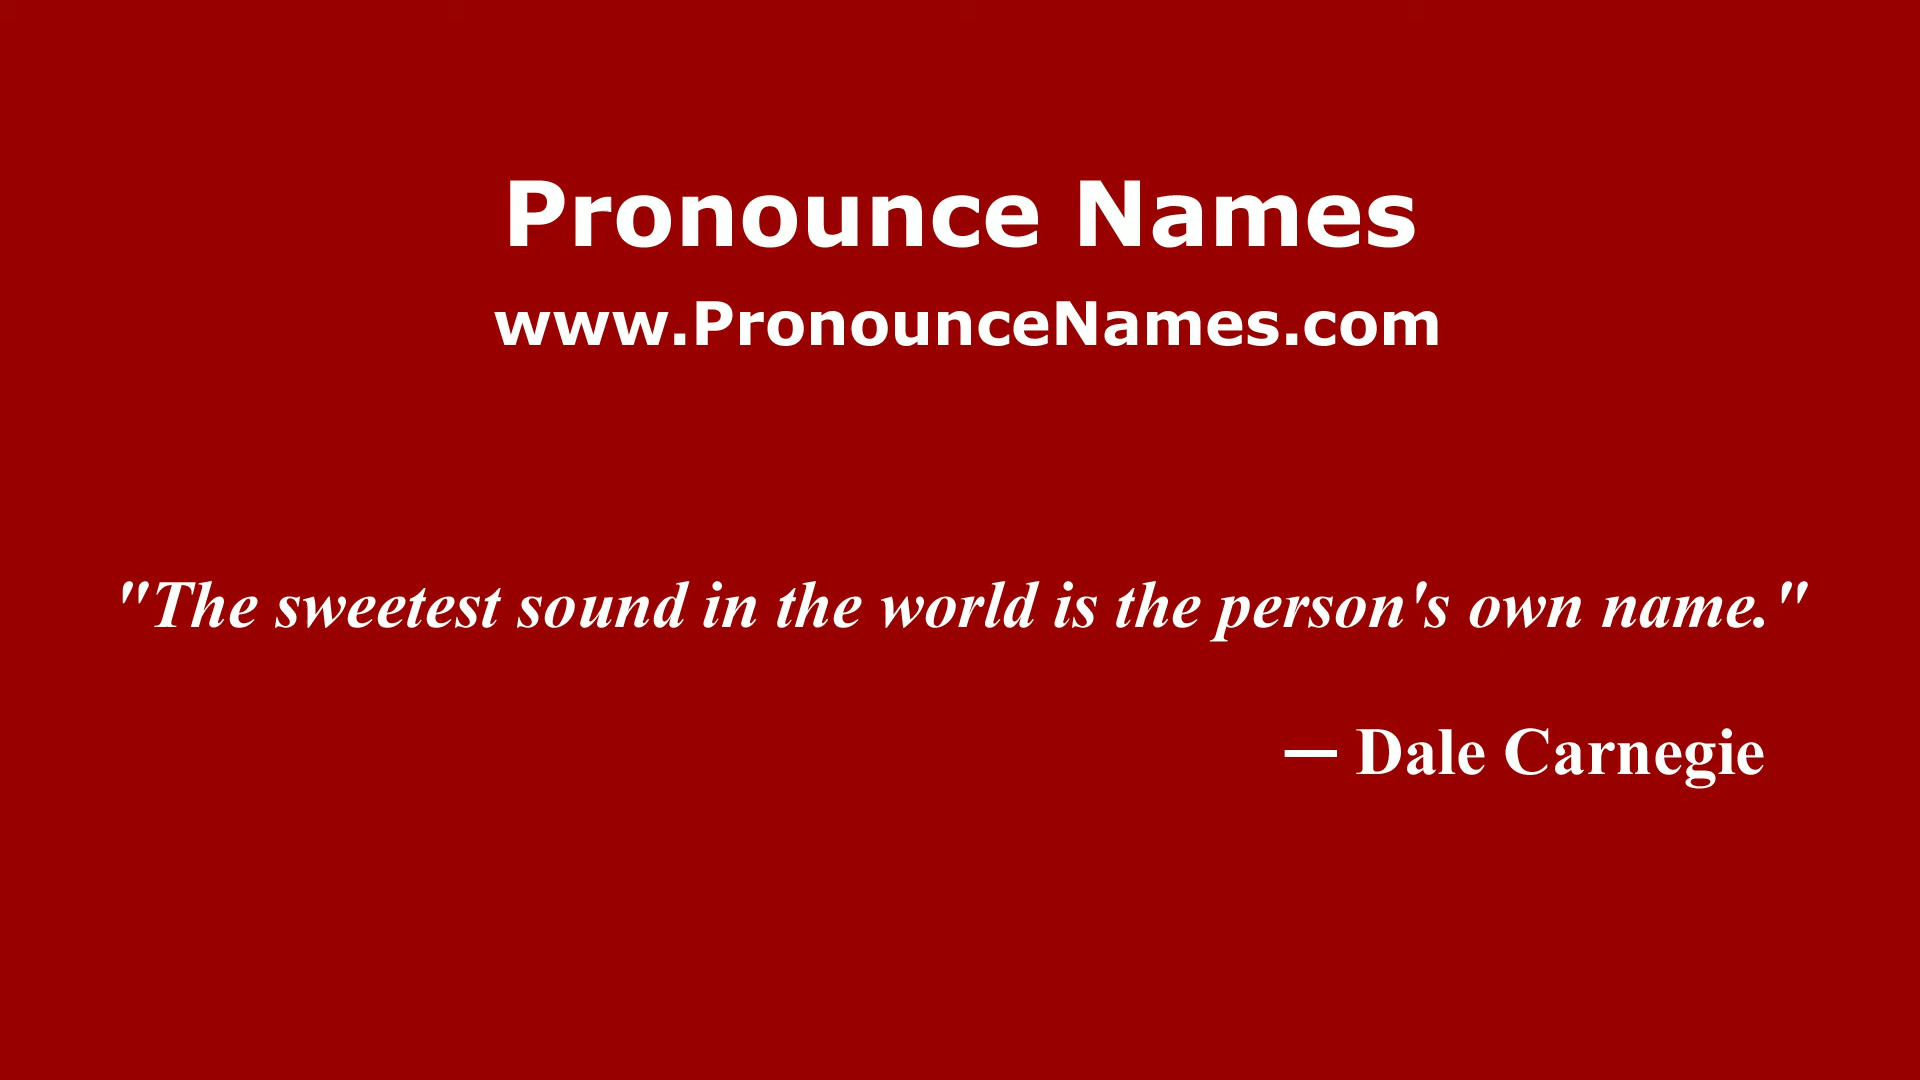 Pronounce Names
www.PronounceNames.com
"The sweetest sound in the world is the person's own name."
— Dale Carnegie